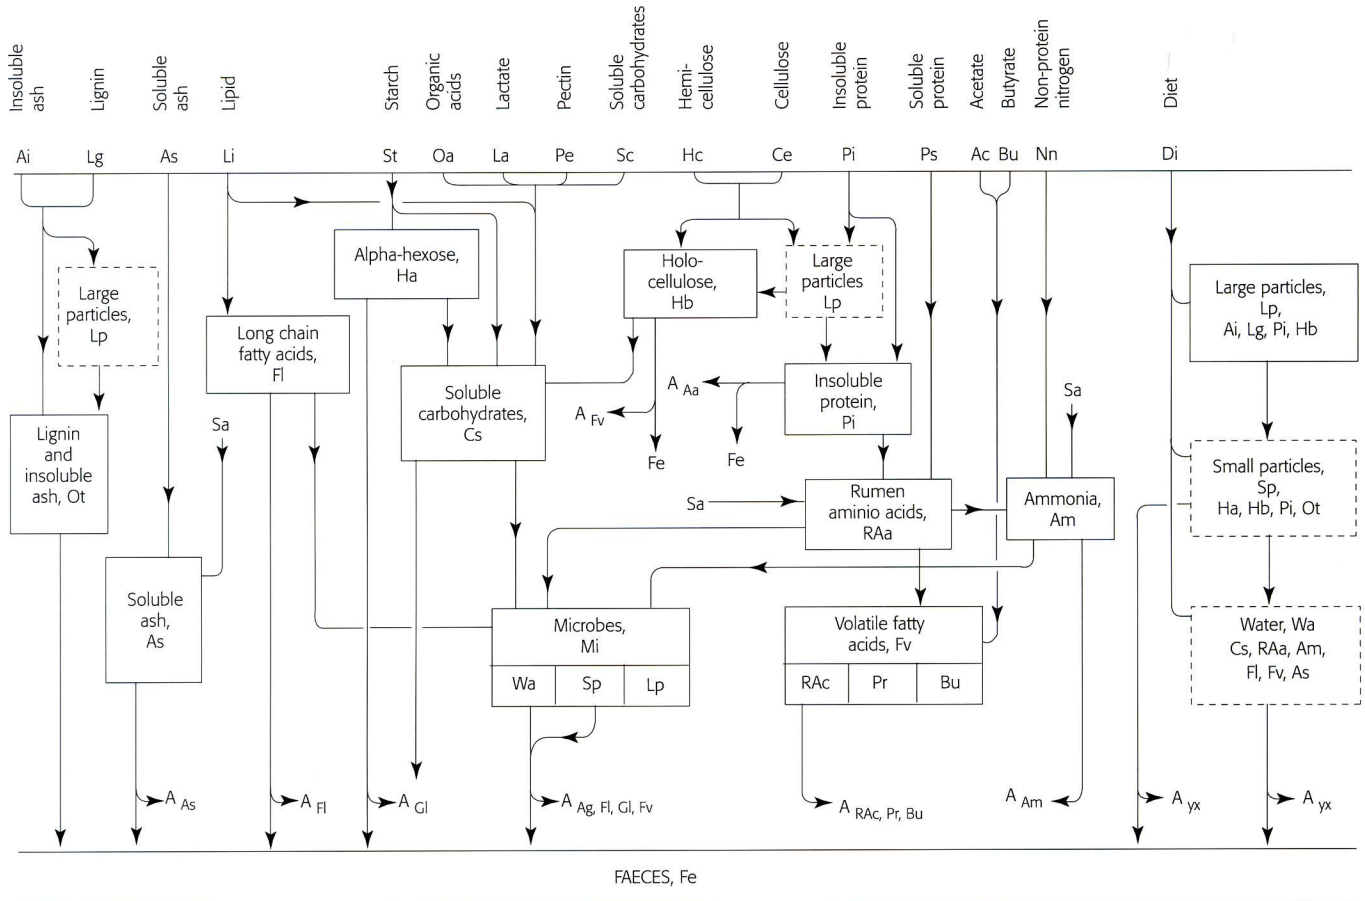 Insoluble
ash
Lignin
Soluble
ash
Lipid
Starch
Organic
acids
Lactate
Pectin
Soluble
carbohydrates
Hemi-
cellulose
Cellulose
Insoluble
protein
Soluble
protein
Acetate
Butyrate
Non-protein
nitrogen
Diet
Ai Lg As Li St Oa La Pe Sc Hc Ce Pi Ps Ac Bu Nn Di
Alpha-hexose,
Ha
Holo-
cellulose,
Hb
Large
particles
Lp
Large
particles,
Lp
Large particles,
Lp,
Ai, Lg, Pi, Hb
Long chain
fatty acids,
Fl
Soluble
carbohydrates,
Cs
A Fv
Fe
A Aa
Fe
Insoluble
protein,
Pi
Sa
Lignin
and
insoluble
ash, Ot
Sa
Small particles,
Sp,
Ha, Hb, Pi, Ot
Sa
Rumen
aminio acids,
RAa
Ammonia,
Am
Soluble
ash,
As
Microbes,
Mi
Wa Sp Lp
Volatile fatty
acids, Fv
RAc Pr Bu
Water, Wa
Cs, RAa, Am,
Fl, Fv, As
A As
A Fl
A Gl
A Ag, Fl, Gl, Fv
A RAc, Pr, Bu
A Am
A yx
A yx
FAECES, Fe